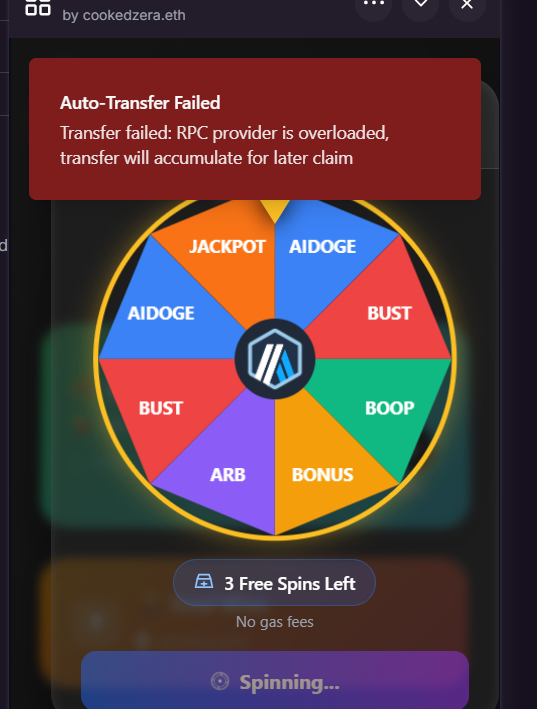 by cookedzera.eth
Auto-Transfer Failed
Transfer failed: RPC provider is overloaded,
transfer will accumulate for later claim
JACKPOT
AIDOGE
AIDOGE
BUST
BUST
BOOP
ARB
BONUS
3 Free Spins Left
No gas fees
Spinning...